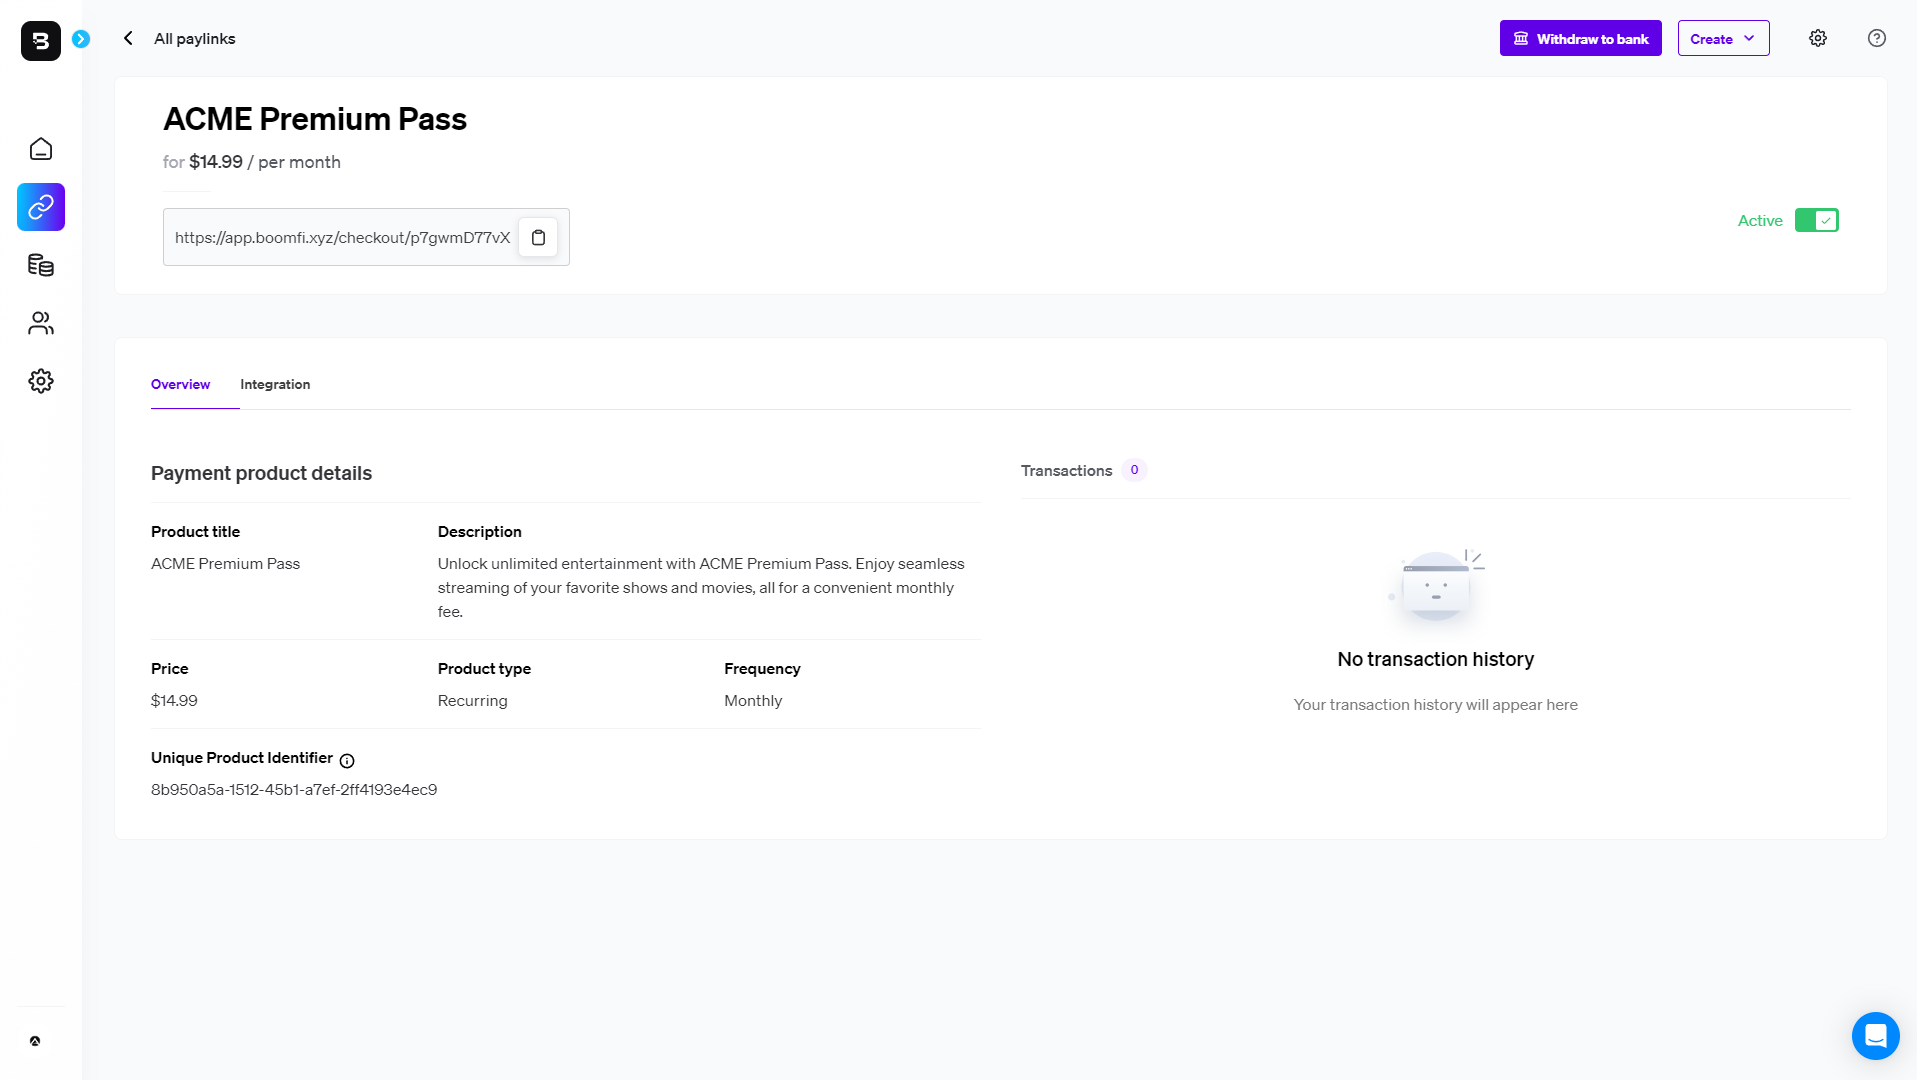 B
All paylinks
Withdraw to bank
Create
ACME Premium Pass
for $14.99 / per month
https://app.boomfi.xyz/checkout/p7gwmD77vX
Active
Overview
Integration
Payment product details
Transactions 0
Product title
Description
ACME Premium Pass
Unlock unlimited entertainment with ACME Premium Pass. Enjoy seamless
streaming of your favorite shows and movies, all for a convenient monthly
fee.
Price
Product type
Frequency
$14.99
Recurring
Monthly
Unique Product Identifier
8b950a5a-1512-45b1-a7ef-2ff4193e4ec9
No transaction history
Your transaction history will appear here